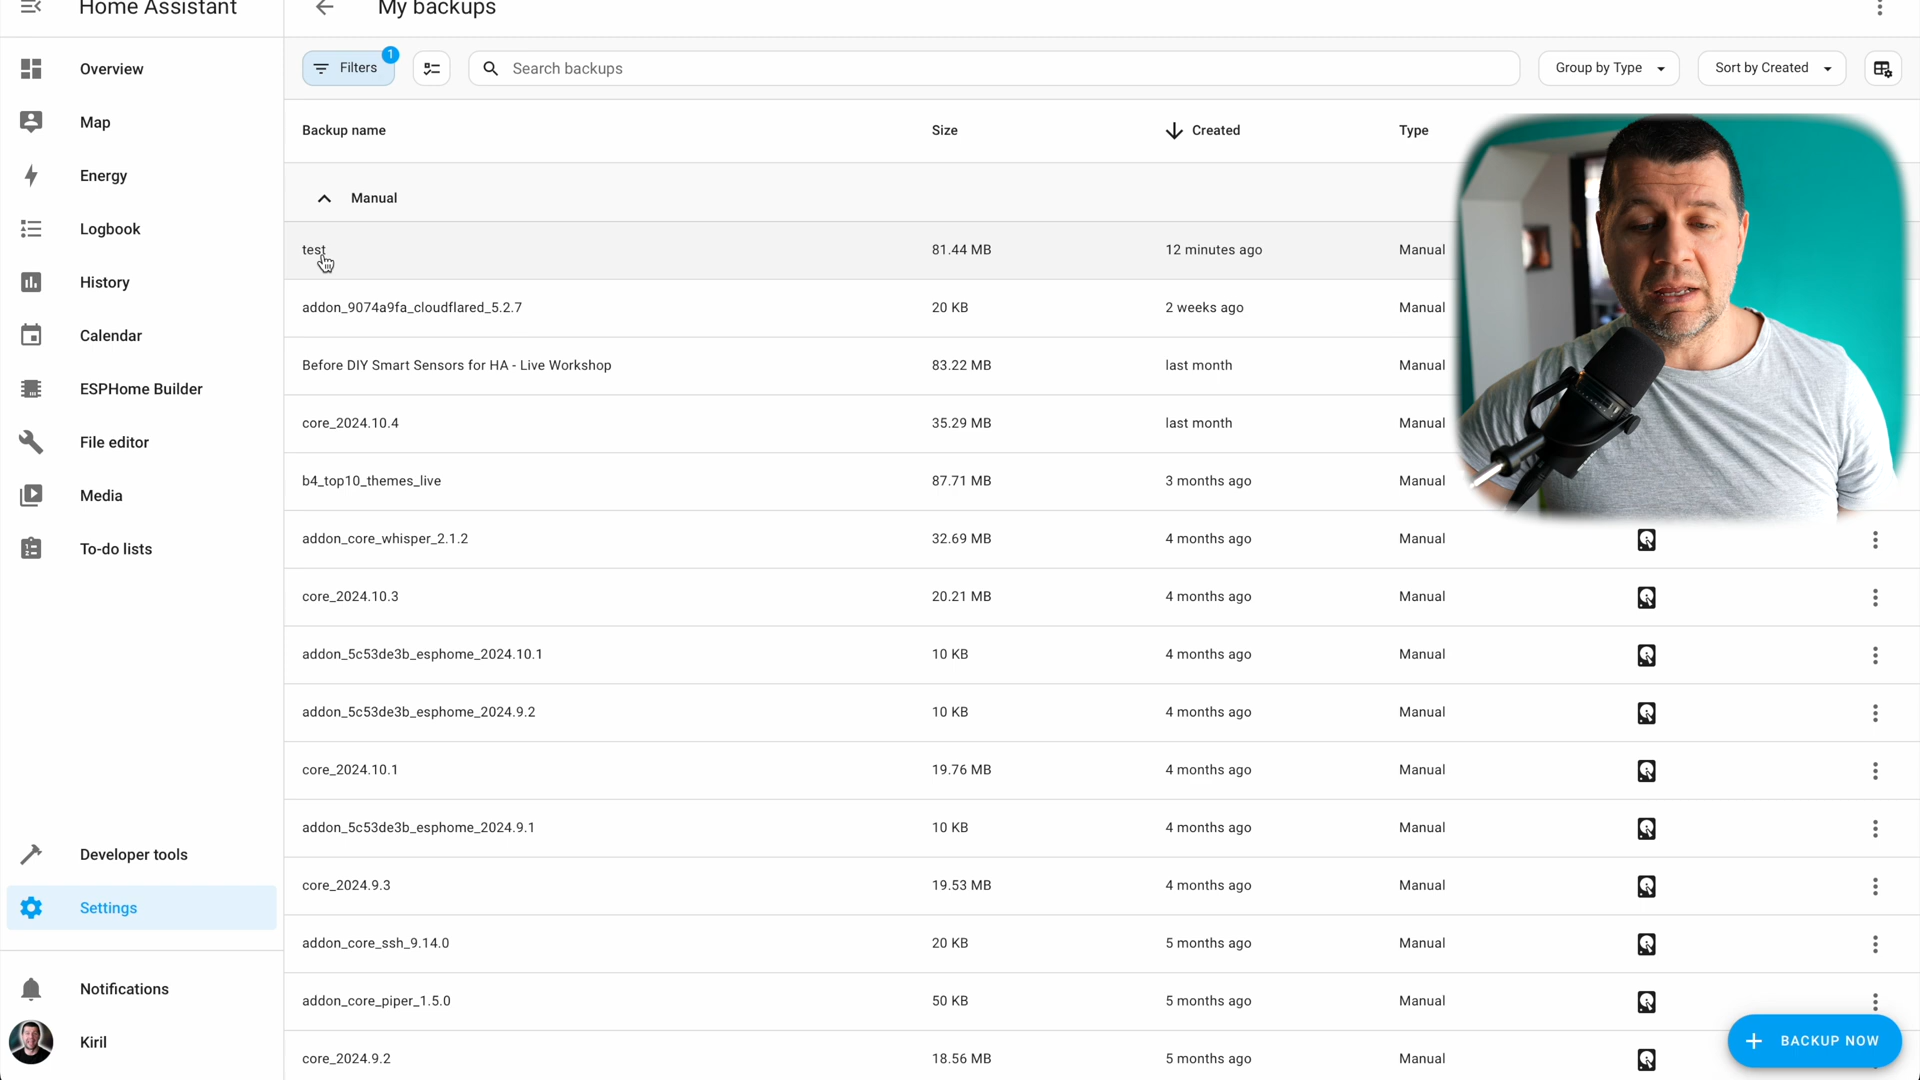 Home Assistant
My backups
Overview
Map
Energy
Logbook
History
Calendar
ESPHome Builder
File editor
Media
To-do lists
Developer tools
Settings
Notifications
Kiril
Filters 1
Search backups
Group by Type
Sort by Created
Backup name Size Created Type
Manual
test 81.44 MB 12 minutes ago Manual
addon_9074a9fa_cloudflared_5.2.7 20 KB 2 weeks ago Manual
Before DIY Smart Sensors for HA - Live Workshop 83.22 MB last month Manual
core_2024.10.4 35.29 MB last month Manual
b4_top10_themes_live 87.71 MB 3 months ago Manual
addon_core_whisper_2.1.2 32.69 MB 4 months ago Manual
core_2024.10.3 20.21 MB 4 months ago Manual
addon_5c53de3b_esphome_2024.10.1 10 KB 4 months ago Manual
addon_5c53de3b_esphome_2024.9.2 10 KB 4 months ago Manual
core_2024.10.1 19.76 MB 4 months ago Manual
addon_5c53de3b_esphome_2024.9.1 10 KB 4 months ago Manual
core_2024.9.3 19.53 MB 4 months ago Manual
addon_core_ssh_9.14.0 20 KB 5 months ago Manual
addon_core_piper_1.5.0 50 KB 5 months ago Manual
core_2024.9.2 18.56 MB 5 months ago Manual
BACKUP NOW